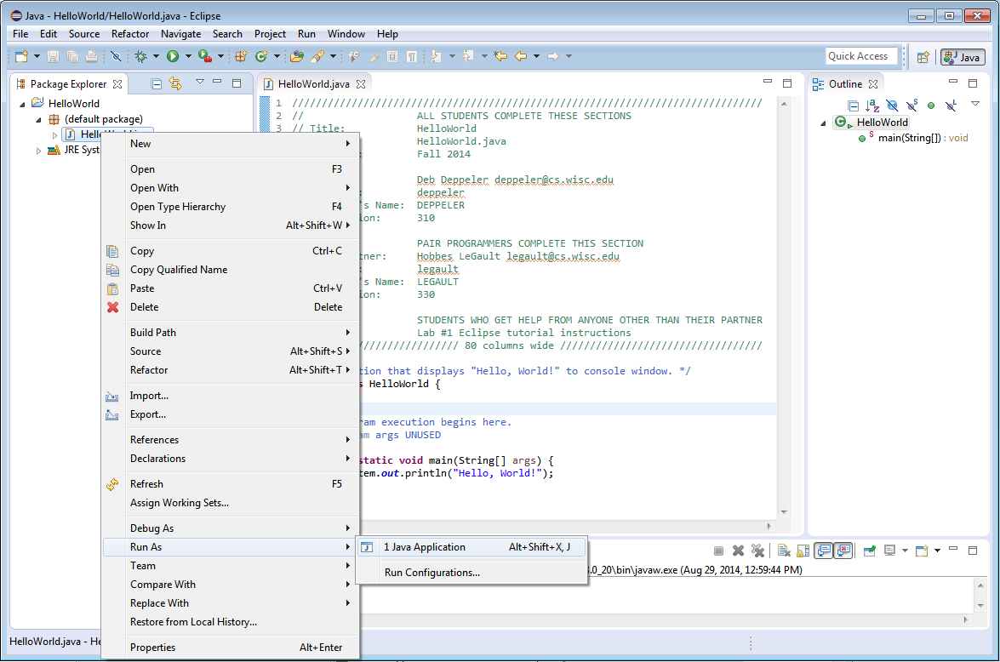 Java - HelloWorld/HelloWorld.java - Eclipse
File Edit Source Refactor Navigate Search Project Run Window Help
Quick Access
Java
Package Explorer
HelloWorld
(default package)
JRE Syst
HelloWorld.java
1 ///////////////////////////////////////////////////////////////////////////////
2 // ALL STUDENTS COMPLETE THESE SECTIONS
3 // Title: HelloWorld
HelloWorld.java
: Fall 2014
Deb Deppeler deppeler@cs.wisc.edu
: deppeler
's Name: DEPPELER
ion: 310
PAIR PROGRAMMERS COMPLETE THIS SECTION
tner: Hobbes LeGault legault@cs.wisc.edu
: legault
's Name: LEGAULT
ion: 330
STUDENTS WHO GET HELP FROM ANYONE OTHER THAN THEIR PARTNER
Lab #1 Eclipse tutorial instructions
///////////////// 80 columns wide //////////////////////////////////
tion that displays "Hello, World!" to console window. */
s HelloWorld {
ram execution begins here.
am args UNUSED
static void main(String[] args) {
tem.out.println("Hello, World!");
Outline
HelloWorld
main(String[]) : void
New
Open F3
Open With
Open Type Hierarchy F4
Show In Alt+Shift+W
Copy Ctrl+C
Copy Qualified Name
Paste Ctrl+V
Delete Delete
Build Path
Source Alt+Shift+S
Refactor Alt+Shift+T
Import...
Export...
References
Declarations
Refresh F5
Assign Working Sets...
Debug As
Run As
Team
Compare With
Replace With
Restore from Local History...
Properties Alt+Enter
1 Java Application Alt+Shift+X, J
Run Configurations...
.0_20\bin\javaw.exe (Aug 29, 2014, 12:59:44 PM)
HelloWorld.java - He